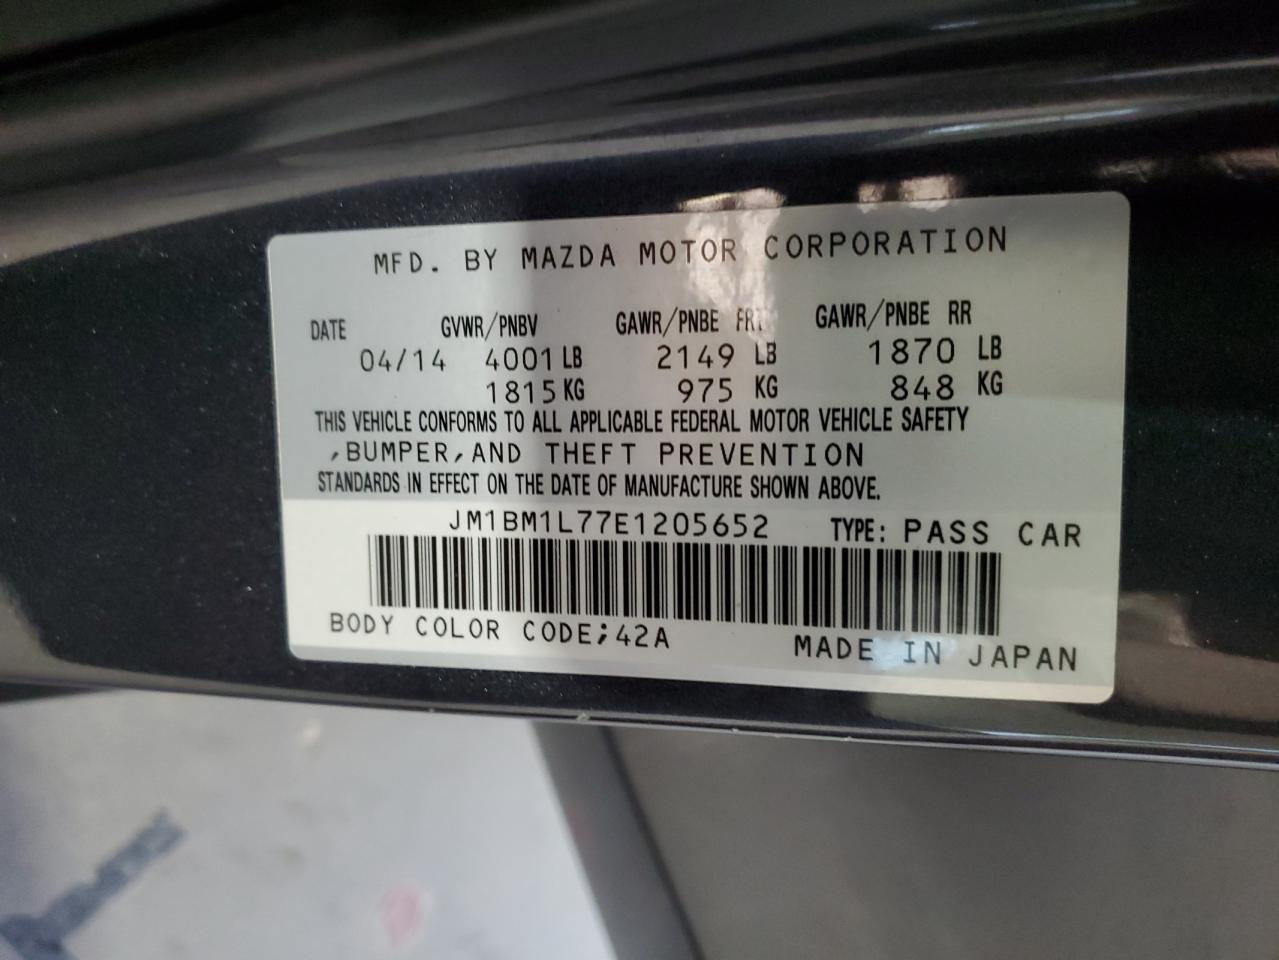 MFD. BY MAZDA MOTOR CORPORATION
DATE GVWR/PNBV GAWR/PNBE FRT GAWR/PNBE RR
04/14 4001 LB 2149 LB 1870 LB
1815 KG 975 KG 848 KG
THIS VEHICLE CONFORMS TO ALL APPLICABLE FEDERAL MOTOR VEHICLE SAFETY
,BUMPER,AND THEFT PREVENTION
STANDARDS IN EFFECT ON THE DATE OF MANUFACTURE SHOWN ABOVE.
JM1BM1L77E1205652 TYPE: PASS CAR
BODY COLOR CODE;42A MADE IN JAPAN